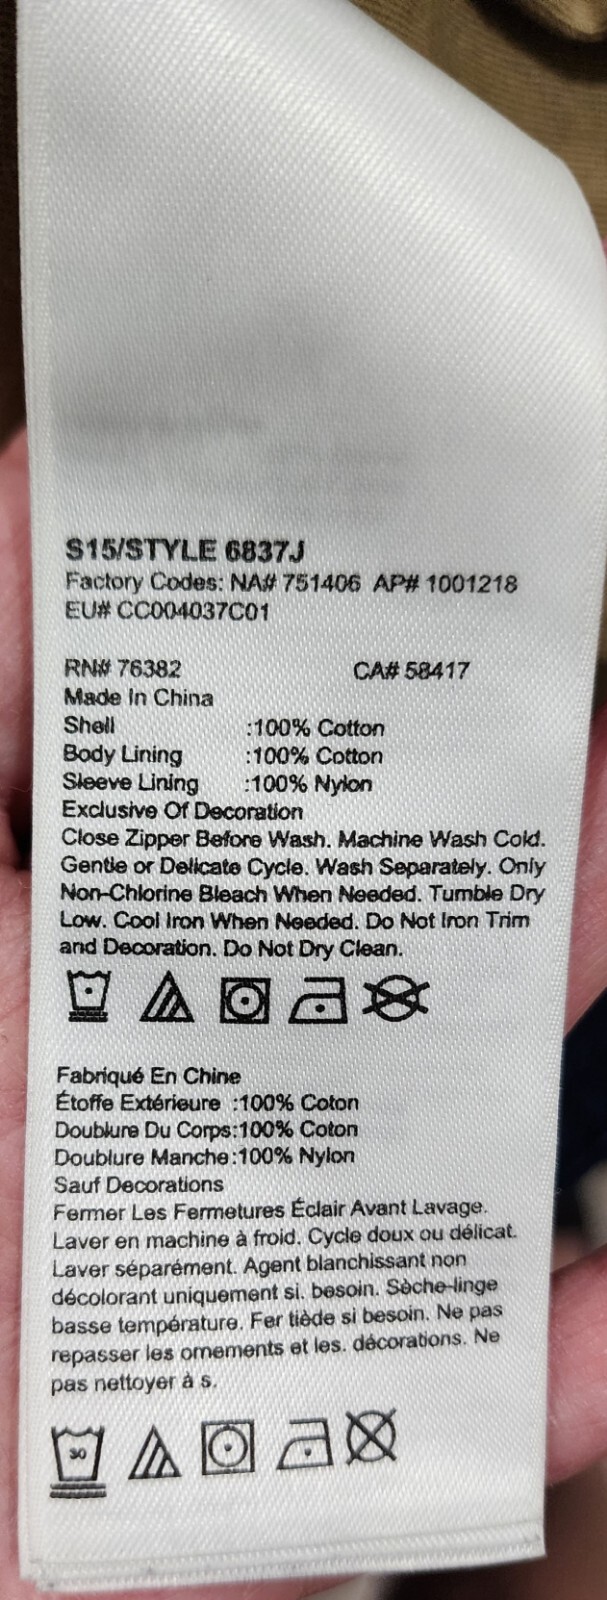 S15/STYLE 6837J
Factory Codes: NA# 751406 AP# 1001218
EU# CC004037C01
RN# 76382 CA# 58417
Made In China
Shell :100% Cotton
Body Lining :100% Cotton
Sleeve Lining :100% Nylon
Exclusive Of Decoration
Close Zipper Before Wash. Machine Wash Cold.
Gentle or Delicate Cycle. Wash Separately. Only
Non-Chlorine Bleach When Needed. Tumble Dry
Low. Cool Iron When Needed. Do Not Iron Trim
and Decoration. Do Not Dry Clean.
Fabriqué En Chine
Étoffe Extérieure :100% Coton
Doublure Du Corps:100% Coton
Doublure Manche:100% Nylon
Sauf Decorations
Fermer Les Fermetures Éclair Avant Lavage.
Laver en machine à froid. Cycle doux ou délicat.
Laver séparément. Agent blanchissant non
décolorant uniquement si. besoin. Sèche-linge
basse température. Fer tiède si besoin. Ne pas
repasser les ornements et les. décorations. Ne
pas nettoyer à s.
30